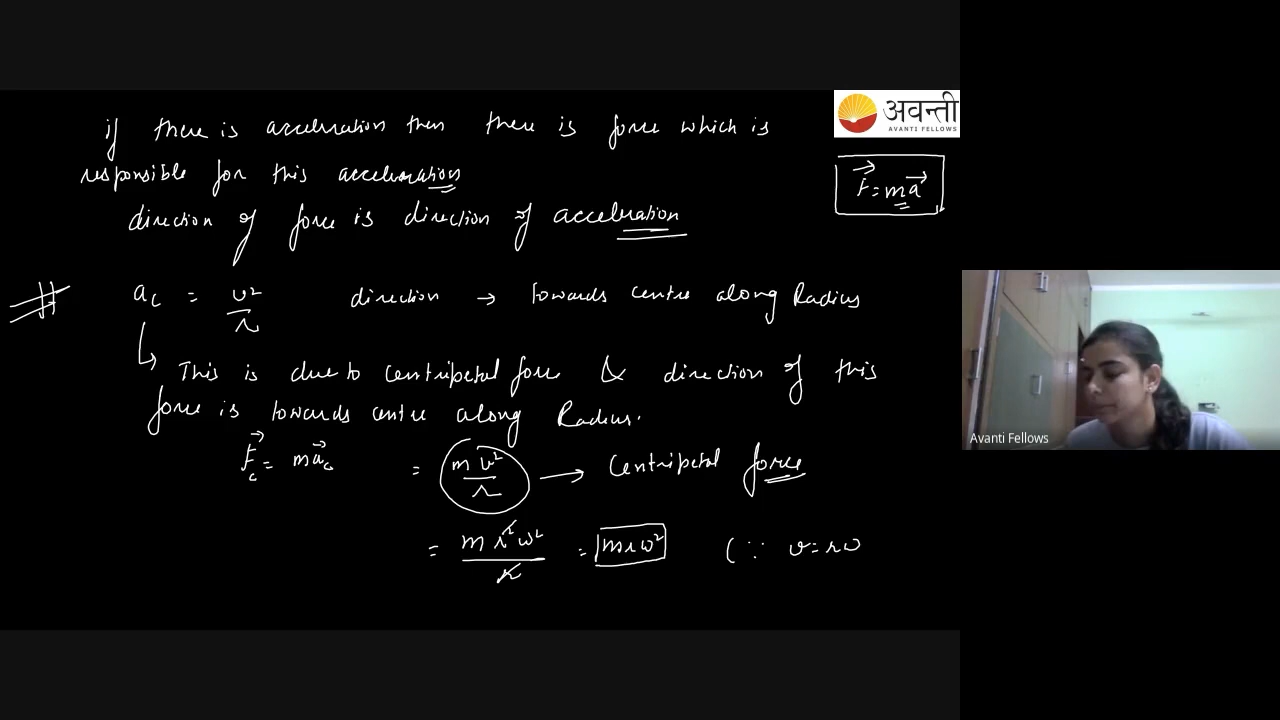 if there is acceleration then there is force which is
responsible for this acceleration
direction of force is direction of acceleration
अवन्ती
AVANTI FELLOWS
F⃗ = ma⃗
# a_c = v²/r direction → towards centre along Radius
↳ This is due to centripetal force & direction of this
force is towards centre along Radius.
F⃗_c = ma⃗_c = mv²/r → Centripetal force
= mr²ω²/r = mrω² (∵ v=rω
Avanti Fellows